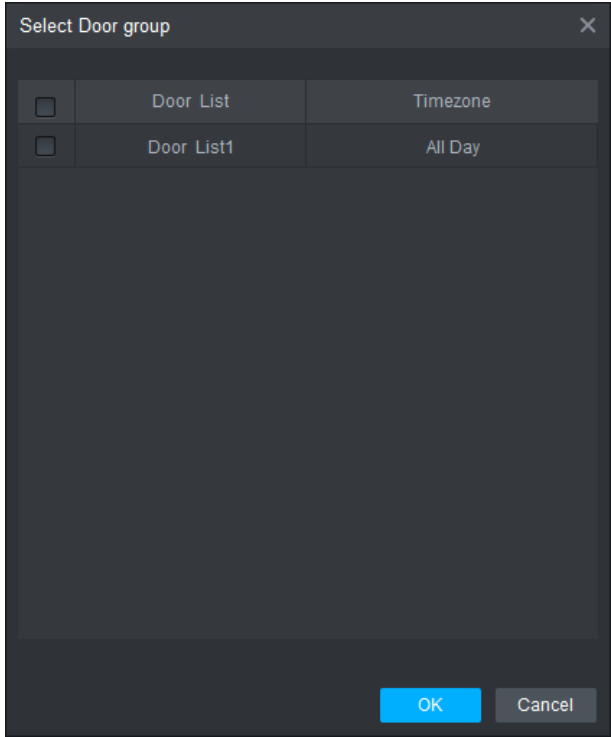 Select Door group
Door List Timezone
Door List1 All Day
OK Cancel